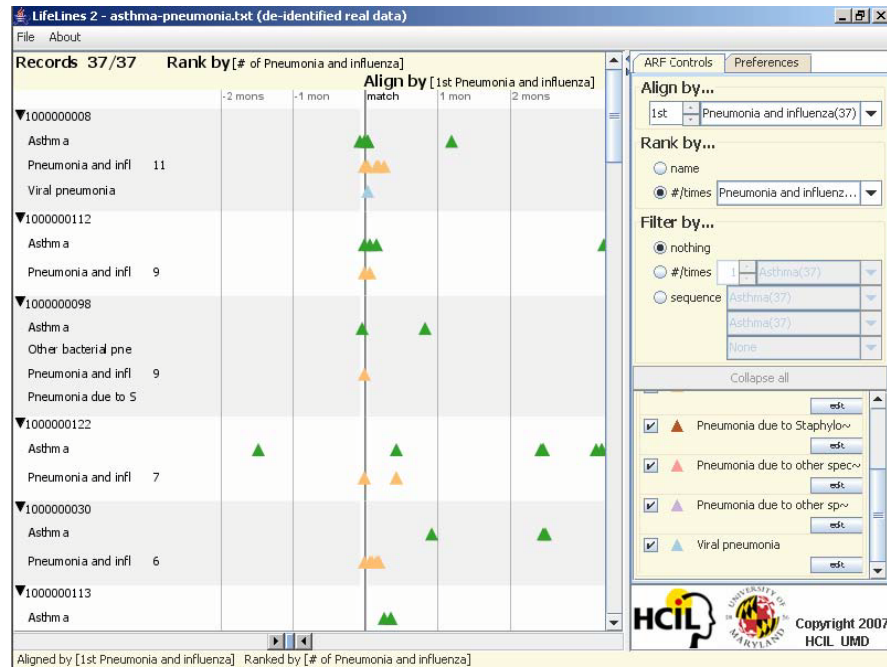 LifeLines 2 - asthma-pneumonia.txt (de-identified real data)
File About
Records 37/37 Rank by [# of Pneumonia and influenza]
Align by [1st Pneumonia and influenza]
-2 mons -1 mon match 1 mon 2 mons
1000000008
Asthma
Pneumonia and infl 11
Viral pneumonia
1000000112
Asthma
Pneumonia and infl 9
1000000098
Asthma
Other bacterial pne
Pneumonia and infl 9
Pneumonia due to S
1000000122
Asthma
Pneumonia and infl 7
1000000030
Asthma
Pneumonia and infl 6
1000000113
Asthma
Aligned by [1st Pneumonia and influenza] Ranked by [# of Pneumonia and influenza]
ARF Controls Preferences
Align by...
1st Pneumonia and influenza(37)
Rank by...
name
#/times Pneumonia and influenz...
Filter by...
nothing
#/times 1 Asthma(37)
sequence Asthma(37)
Asthma(37)
None
Collapse all
edit
Pneumonia due to Staphylo~
edit
Pneumonia due to other spec~
edit
Pneumonia due to other sp~
edit
Viral pneumonia
edit
HCIL
UNIVERSITY OF
MARYLAND
Copyright 2007
HCIL UMD